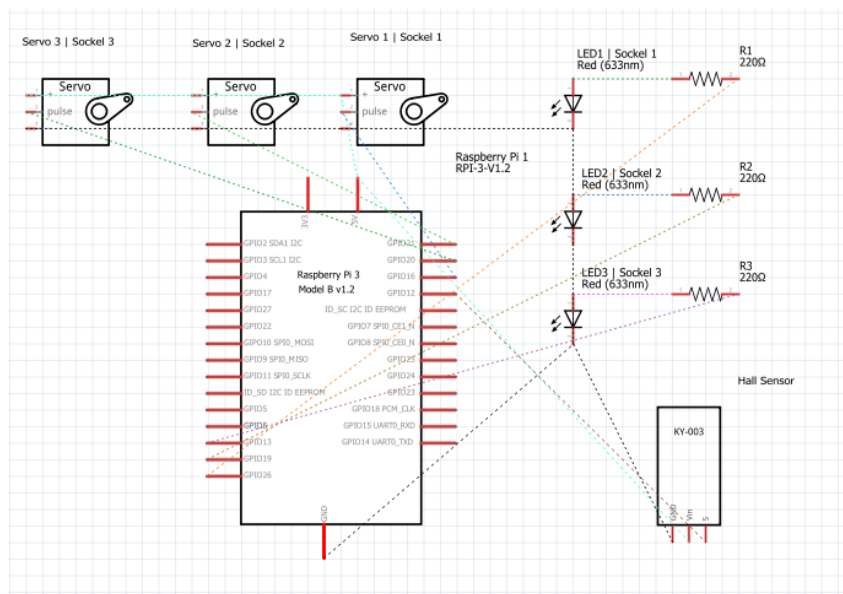 Servo 3 | Sockel 3
Servo 2 | Sockel 2
Servo 1 | Sockel 1
LED1 | Sockel 1
Red (633nm)
R1
220Ω
Servo
+
pulse
-
Servo
+
pulse
-
Servo
+
pulse
-
Raspberry Pi 1
RPI-3-V1.2
LED2 | Sockel 2
Red (633nm)
R2
220Ω
3V3
5V
Raspberry Pi 3
Model B v1.2
GPIO2 SDA1 I2C
GPIO3 SCL1 I2C
GPIO4
GPIO17
GPIO27
GPIO22
GPIO10 SPI0_MOSI
GPIO9 SPI0_MISO
GPIO11 SPI0_SCLK
ID_SD I2C ID EEPROM
GPIO5
GPIO6
GPIO13
GPIO19
GPIO26
GPIO21
GPIO20
GPIO16
GPIO12
ID_SC I2C ID EEPROM
GPIO7 SPI0_CE1_N
GPIO8 SPI0_CE0_N
GPIO25
GPIO24
GPIO23
GPIO18 PCM_CLK
GPIO15 UART0_RXD
GPIO14 UART0_TXD
GND
LED3 | Sockel 3
Red (633nm)
R3
220Ω
Hall Sensor
KY-003
GND
Vin
S